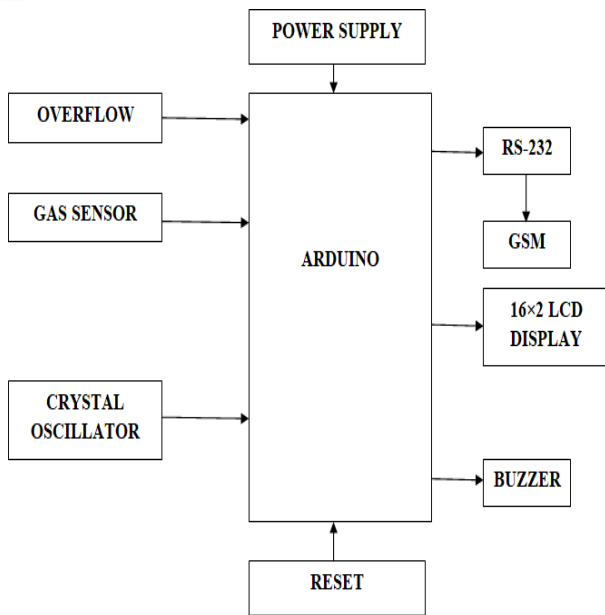 POWER SUPPLY
OVERFLOW
RS-232
GAS SENSOR
GSM
ARDUINO
16×2 LCD
DISPLAY
CRYSTAL
OSCILLATOR
BUZZER
RESET